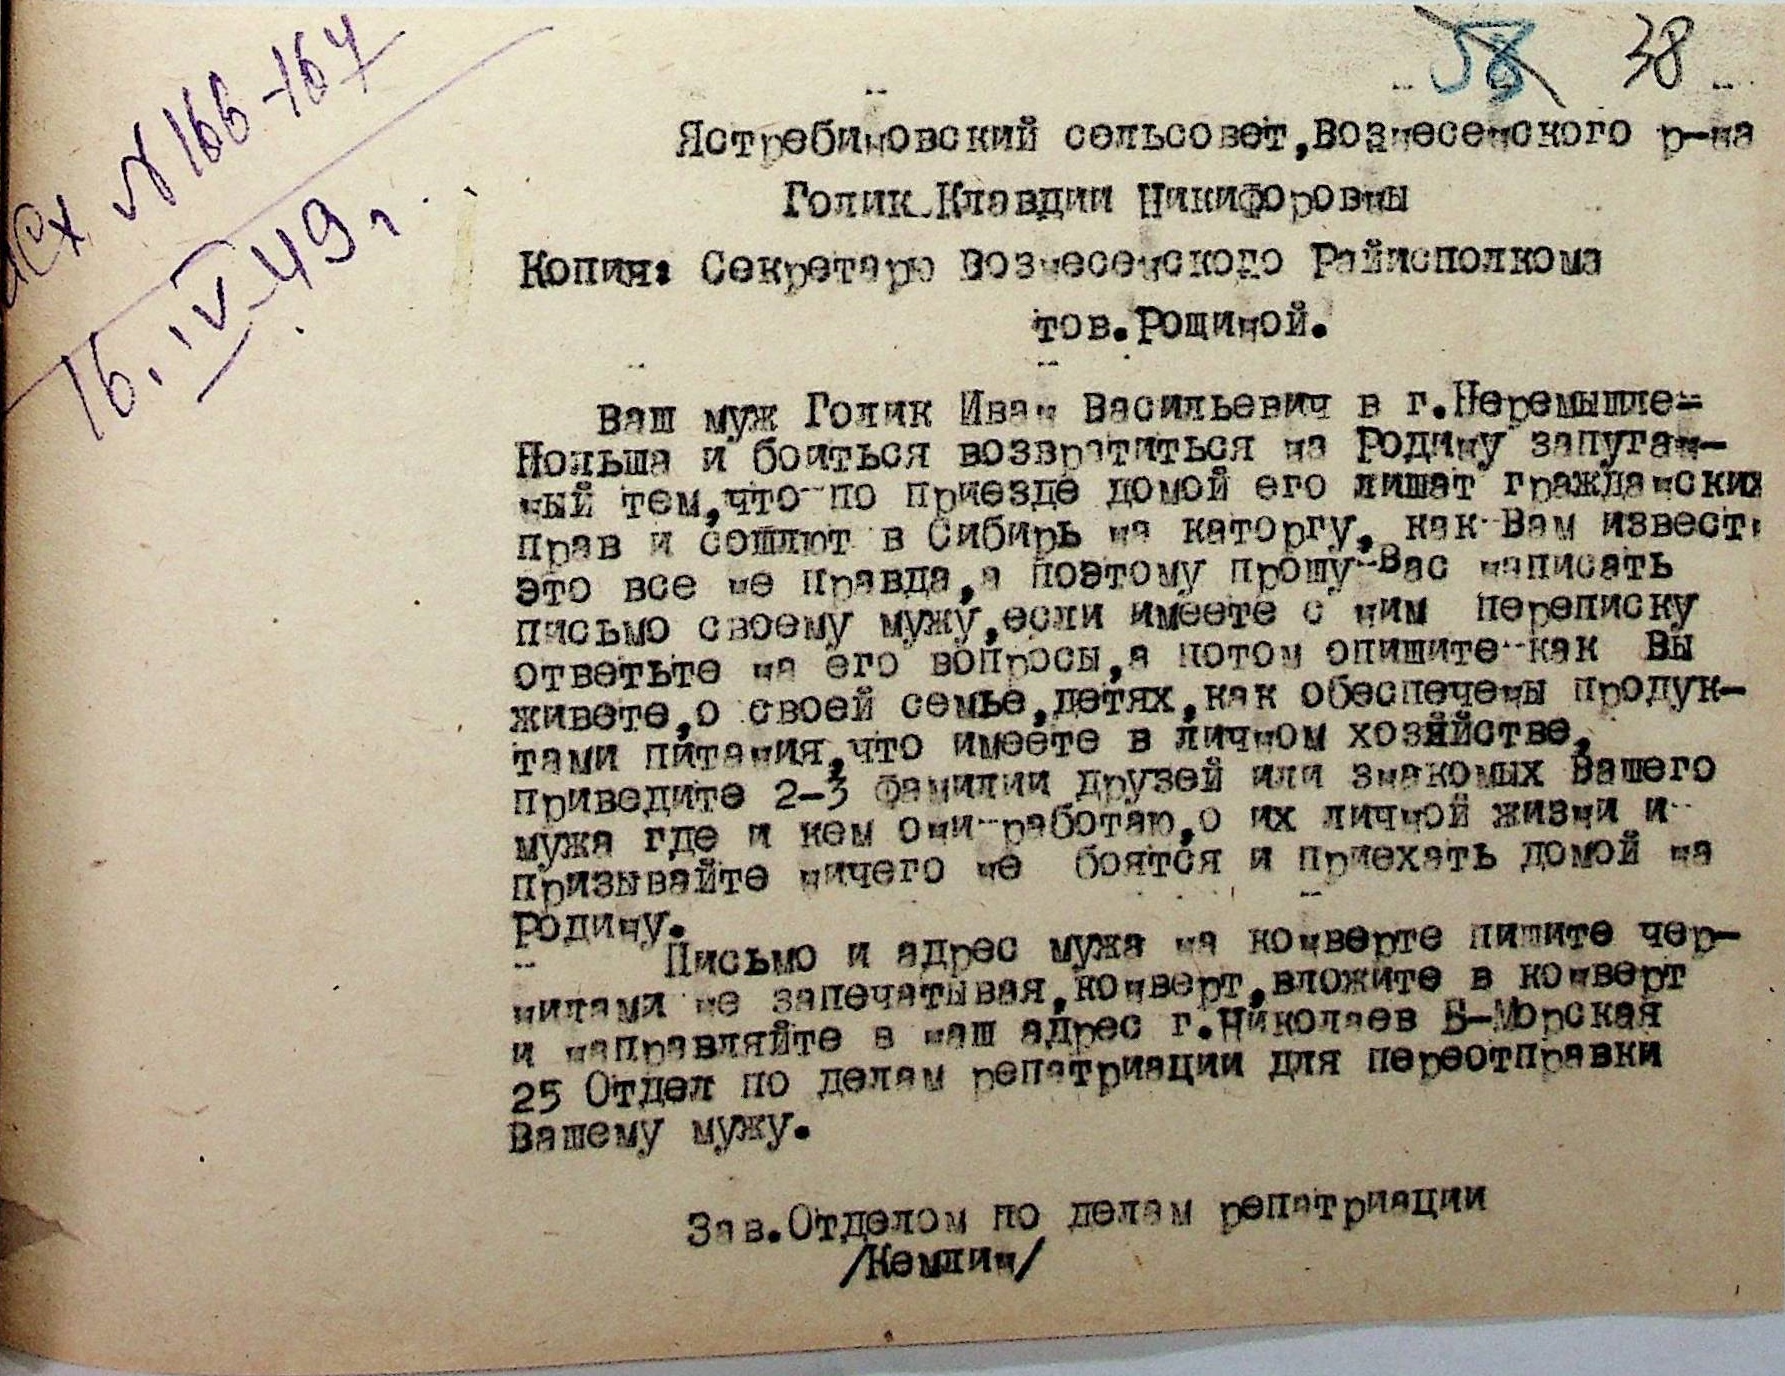 58 38
Исх № 166-167
16.IV-49 г.
Ястребиновский сельсовет,Вознесенского р-на
Голик Клавдии Никифоровны
Копия: Секретарю Вознесенского Райисполкома
тов.Рощиной.
Ваш муж Голик Иван Васильевич в г.Перемышле-
Польша и боиться возвратиться на Родину запуган-
ный тем,что по приезде домой его лишат гражданских
прав и сошлют в Сибирь на каторгу, как Вам извест
это все не правда,а поэтому прошу Вас написать
письмо своему мужу,если имеете с ним переписку
ответьте на его вопросы,а потом опишите как Вы
живете,о своей семье,детях,как обеспечены продук-
тами питания,что имеете в личном хозяйстве,
приведите 2-3 фамилии друзей или знакомых Вашего
мужа где и кем они работаю,о их личной жизни и
призывайте ничего не боятся и приехать домой на
Родину.
Письмо и адрес мужа на конверте пишите чер-
нилами не запечатывая,конверт,вложите в конверт
и направляйте в наш адрес г.Николаев Б-Морская
25 Отдел по делам репатриации для переотправки
Вашему мужу.
Зав.Отделом по делам репатриации
/Кемлин/